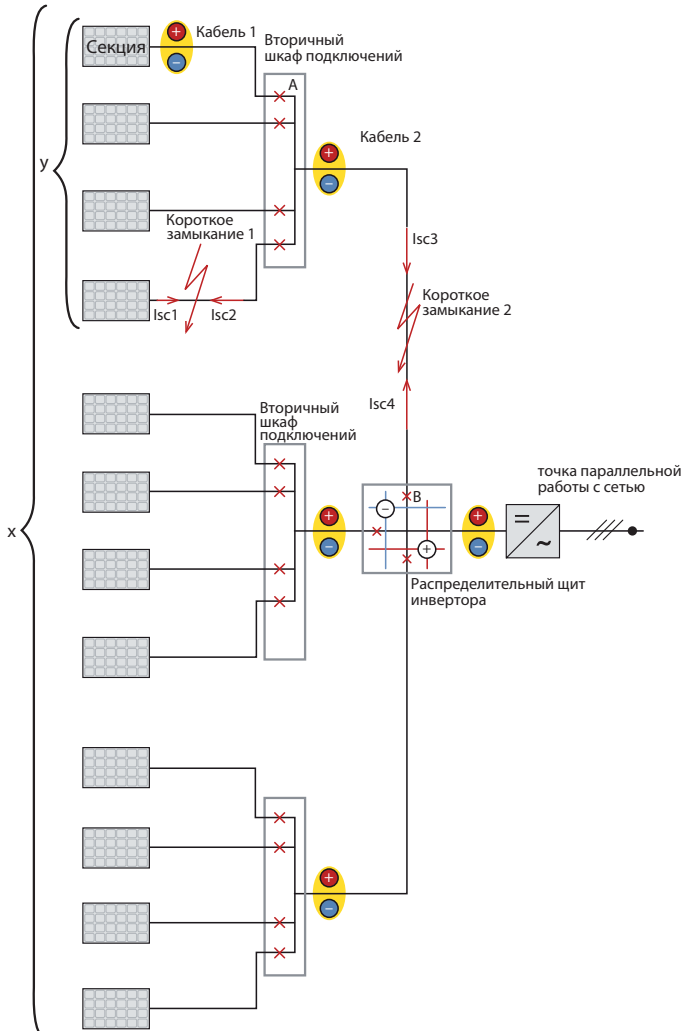 Секция
+
−
Кабель 1
Вторичный
шкаф подключений
A
y
+
−
Кабель 2
Короткое
замыкание 1
Isc1
Isc2
Isc3
Короткое
замыкание 2
Isc4
Вторичный
шкаф
подключений
x
+
−
B
−
+
+
−
=
~
точка параллельной
работы с сетью
Распределительный щит
инвертора
+
−